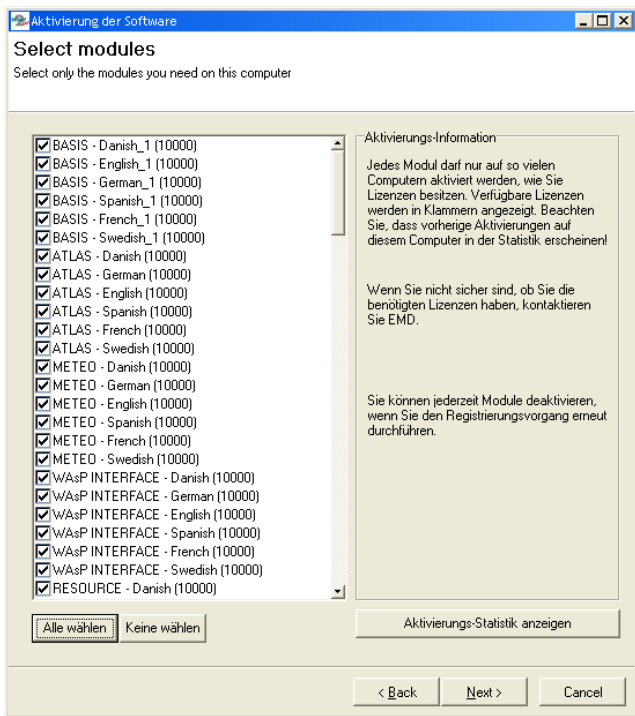 Aktivierung der Software
Select modules
Select only the modules you need on this computer
BASIS - Danish_1 (10000)
BASIS - English_1 (10000)
BASIS - German_1 (10000)
BASIS - Spanish_1 (10000)
BASIS - French_1 (10000)
BASIS - Swedish_1 (10000)
ATLAS - Danish (10000)
ATLAS - German (10000)
ATLAS - English (10000)
ATLAS - Spanish (10000)
ATLAS - French (10000)
ATLAS - Swedish (10000)
METEO - Danish (10000)
METEO - German (10000)
METEO - English (10000)
METEO - Spanish (10000)
METEO - French (10000)
METEO - Swedish (10000)
WAsP INTERFACE - Danish (10000)
WAsP INTERFACE - German (10000)
WAsP INTERFACE - English (10000)
WAsP INTERFACE - Spanish (10000)
WAsP INTERFACE - French (10000)
WAsP INTERFACE - Swedish (10000)
RESOURCE - Danish (10000)
Alle wählen
Keine wählen
Aktivierungs-Information
Jedes Modul darf nur auf so vielen
Computern aktiviert werden, wie Sie
Lizenzen besitzen. Verfügbare Lizenzen
werden in Klammern angezeigt. Beachten
Sie, dass vorherige Aktivierungen auf
diesem Computer in der Statistik erscheinen!
Wenn Sie nicht sicher sind, ob Sie die
benötigten Lizenzen haben, kontaktieren
Sie EMD.
Sie können jederzeit Module deaktivieren,
wenn Sie den Registrierungsvorgang erneut
durchführen.
Aktivierungs-Statistik anzeigen
< Back
Next >
Cancel